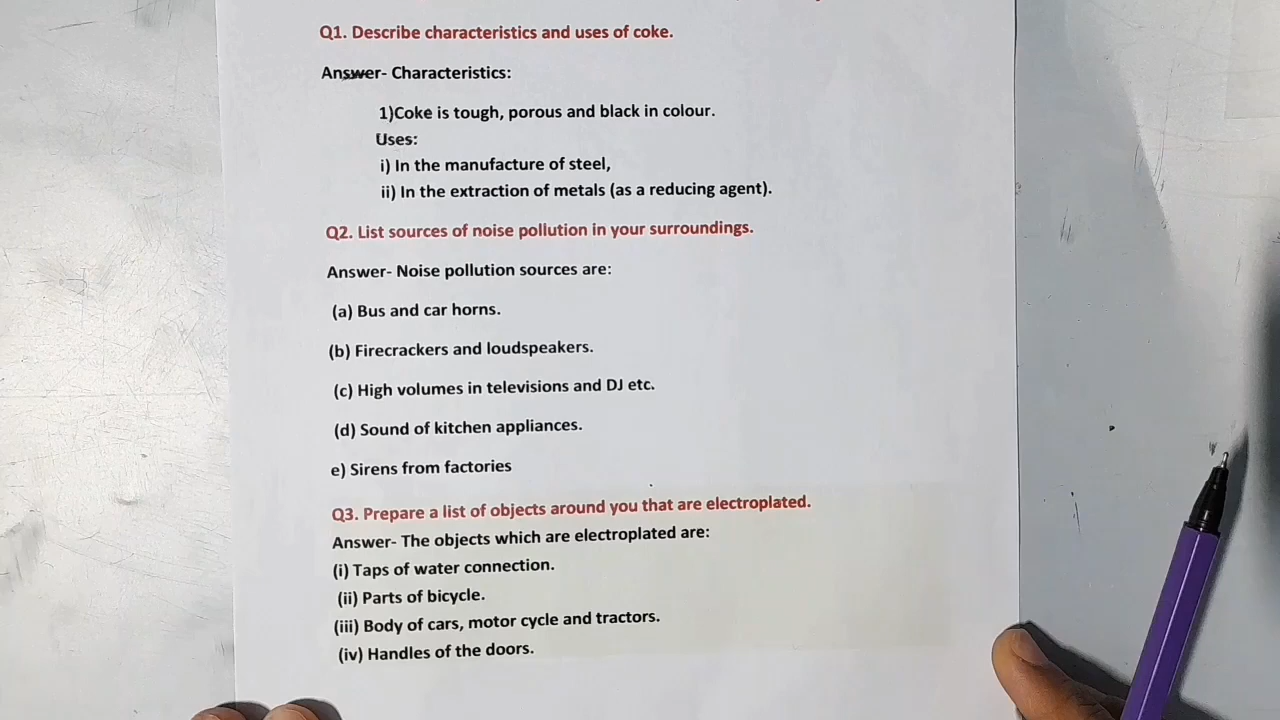 Q1. Describe characteristics and uses of coke.
Answer- Characteristics:
1)Coke is tough, porous and black in colour.
Uses:
i) In the manufacture of steel,
ii) In the extraction of metals (as a reducing agent).
Q2. List sources of noise pollution in your surroundings.
Answer- Noise pollution sources are:
(a) Bus and car horns.
(b) Firecrackers and loudspeakers.
(c) High volumes in televisions and DJ etc.
(d) Sound of kitchen appliances.
e) Sirens from factories
Q3. Prepare a list of objects around you that are electroplated.
Answer- The objects which are electroplated are:
(i) Taps of water connection.
(ii) Parts of bicycle.
(iii) Body of cars, motor cycle and tractors.
(iv) Handles of the doors.